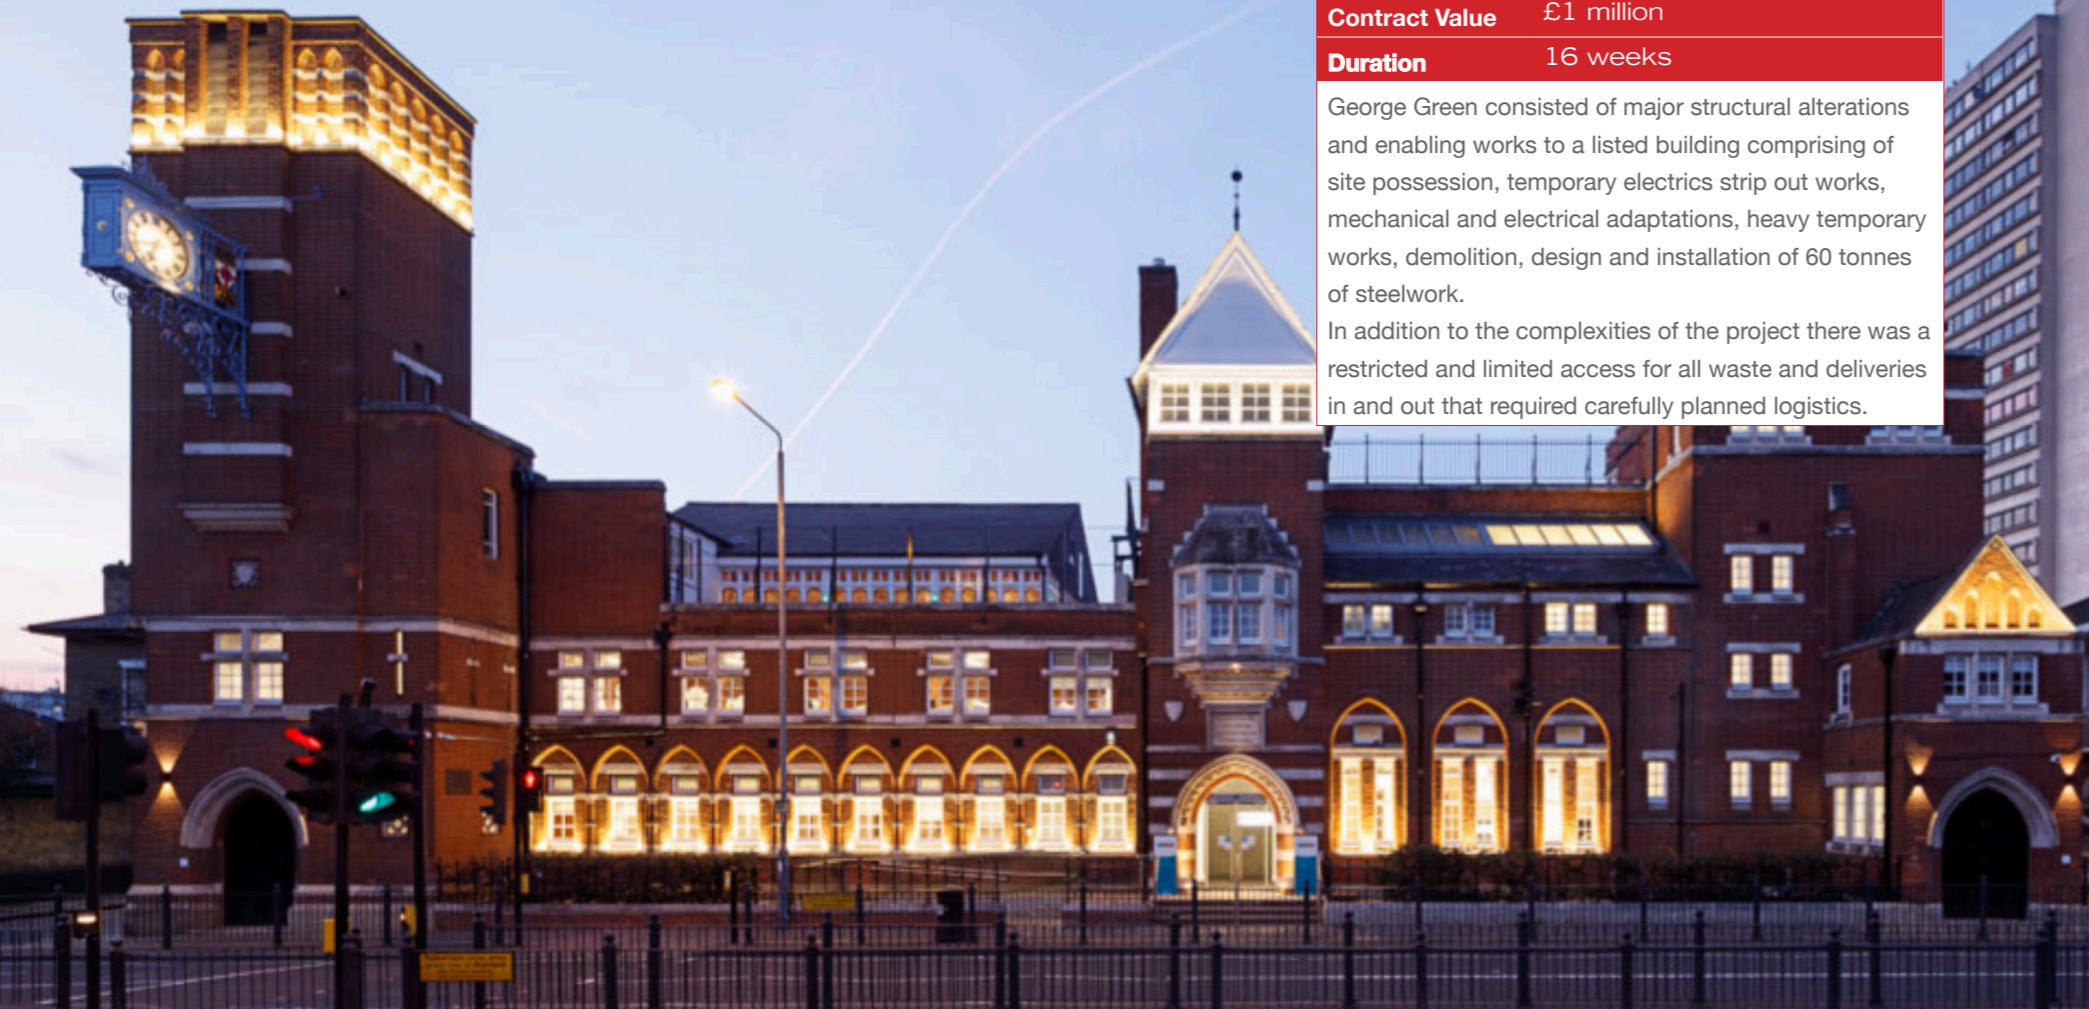 Contract Value £1 million
Duration 16 weeks
George Green consisted of major structural alterations
and enabling works to a listed building comprising of
site possession, temporary electrics strip out works,
mechanical and electrical adaptations, heavy temporary
works, demolition, design and installation of 60 tonnes
of steelwork.
In addition to the complexities of the project there was a
restricted and limited access for all waste and deliveries
in and out that required carefully planned logistics.